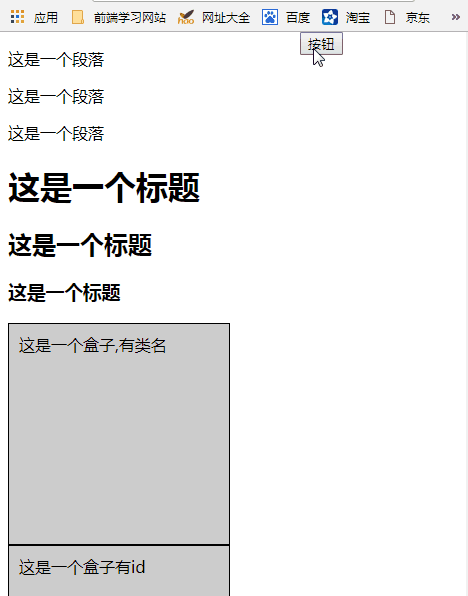 应用 前端学习网站 网址大全 百度 淘宝 京东 »
按钮
这是一个段落
这是一个段落
这是一个段落
这是一个标题
这是一个标题
这是一个标题
这是一个盒子,有类名
这是一个盒子有id